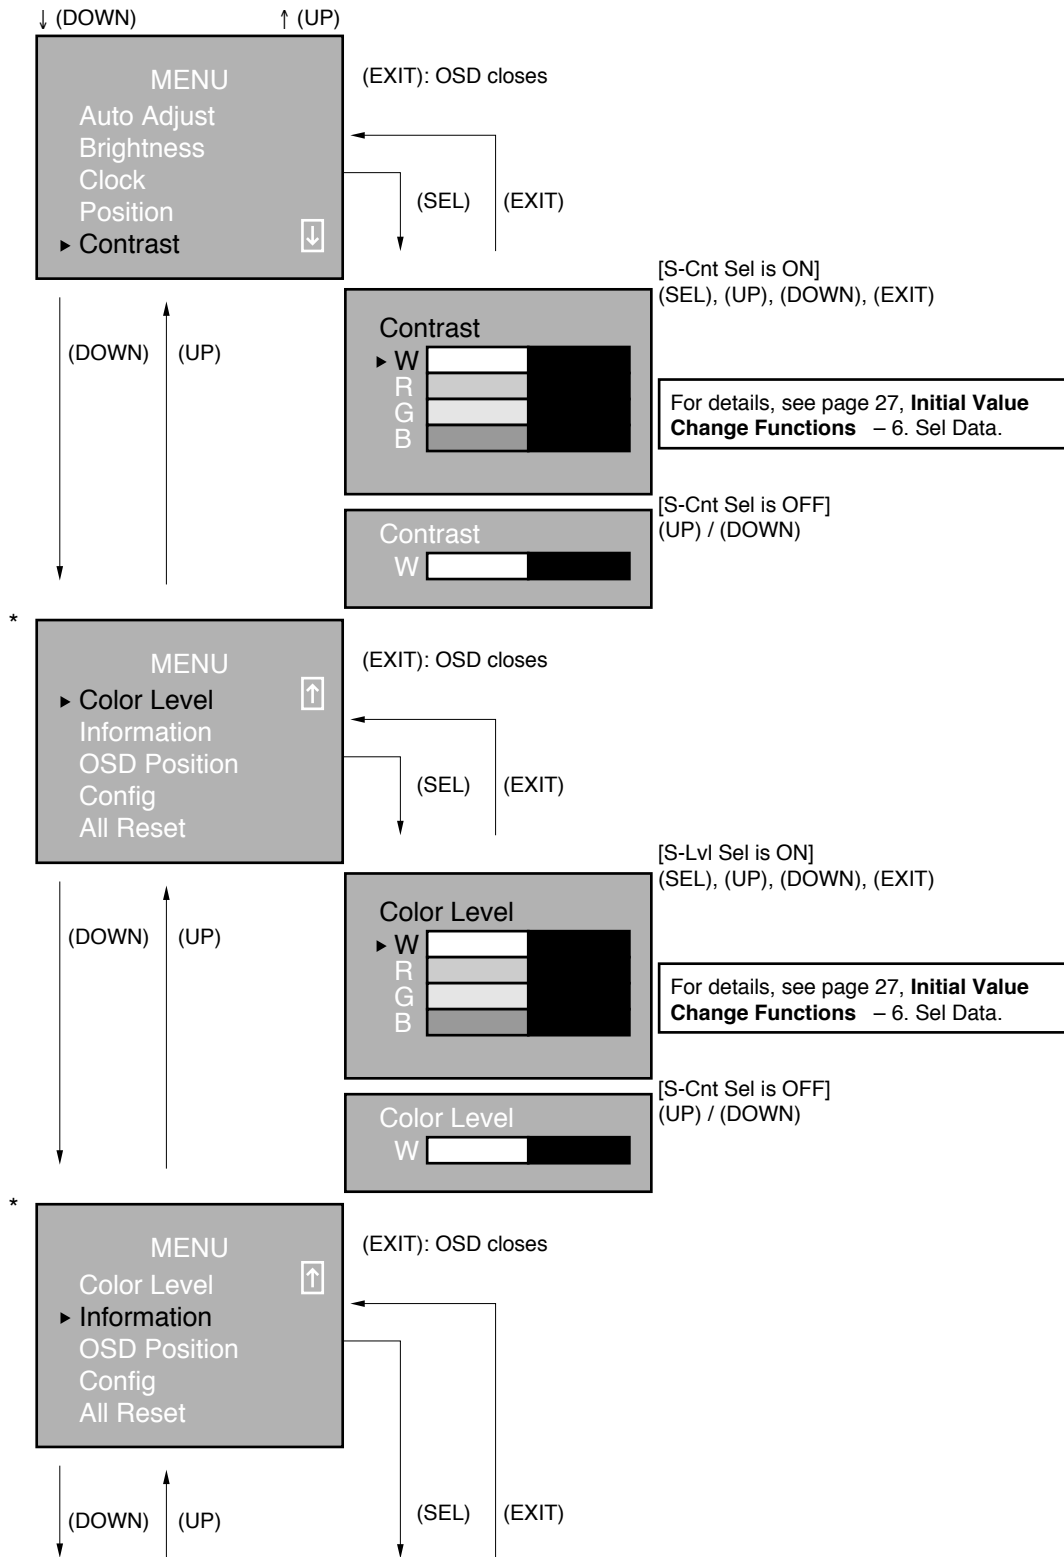 ↓ (DOWN) ↑ (UP)
MENU
Auto Adjust
Brightness
Clock
Position
▶ Contrast ↓
(EXIT): OSD closes
(SEL) (EXIT)
(DOWN) (UP)
[S-Cnt Sel is ON]
(SEL), (UP), (DOWN), (EXIT)
Contrast
▶ W
R
G
B
For details, see page 27, Initial Value
Change Functions – 6. Sel Data.
[S-Cnt Sel is OFF]
(UP) / (DOWN)
Contrast
W
*
MENU
▶ Color Level ↑
Information
OSD Position
Config
All Reset
(EXIT): OSD closes
(SEL) (EXIT)
(DOWN) (UP)
[S-Lvl Sel is ON]
(SEL), (UP), (DOWN), (EXIT)
Color Level
▶ W
R
G
B
For details, see page 27, Initial Value
Change Functions – 6. Sel Data.
[S-Cnt Sel is OFF]
(UP) / (DOWN)
Color Level
W
*
MENU
Color Level ↑
▶ Information
OSD Position
Config
All Reset
(EXIT): OSD closes
(DOWN) (UP)
(SEL) (EXIT)